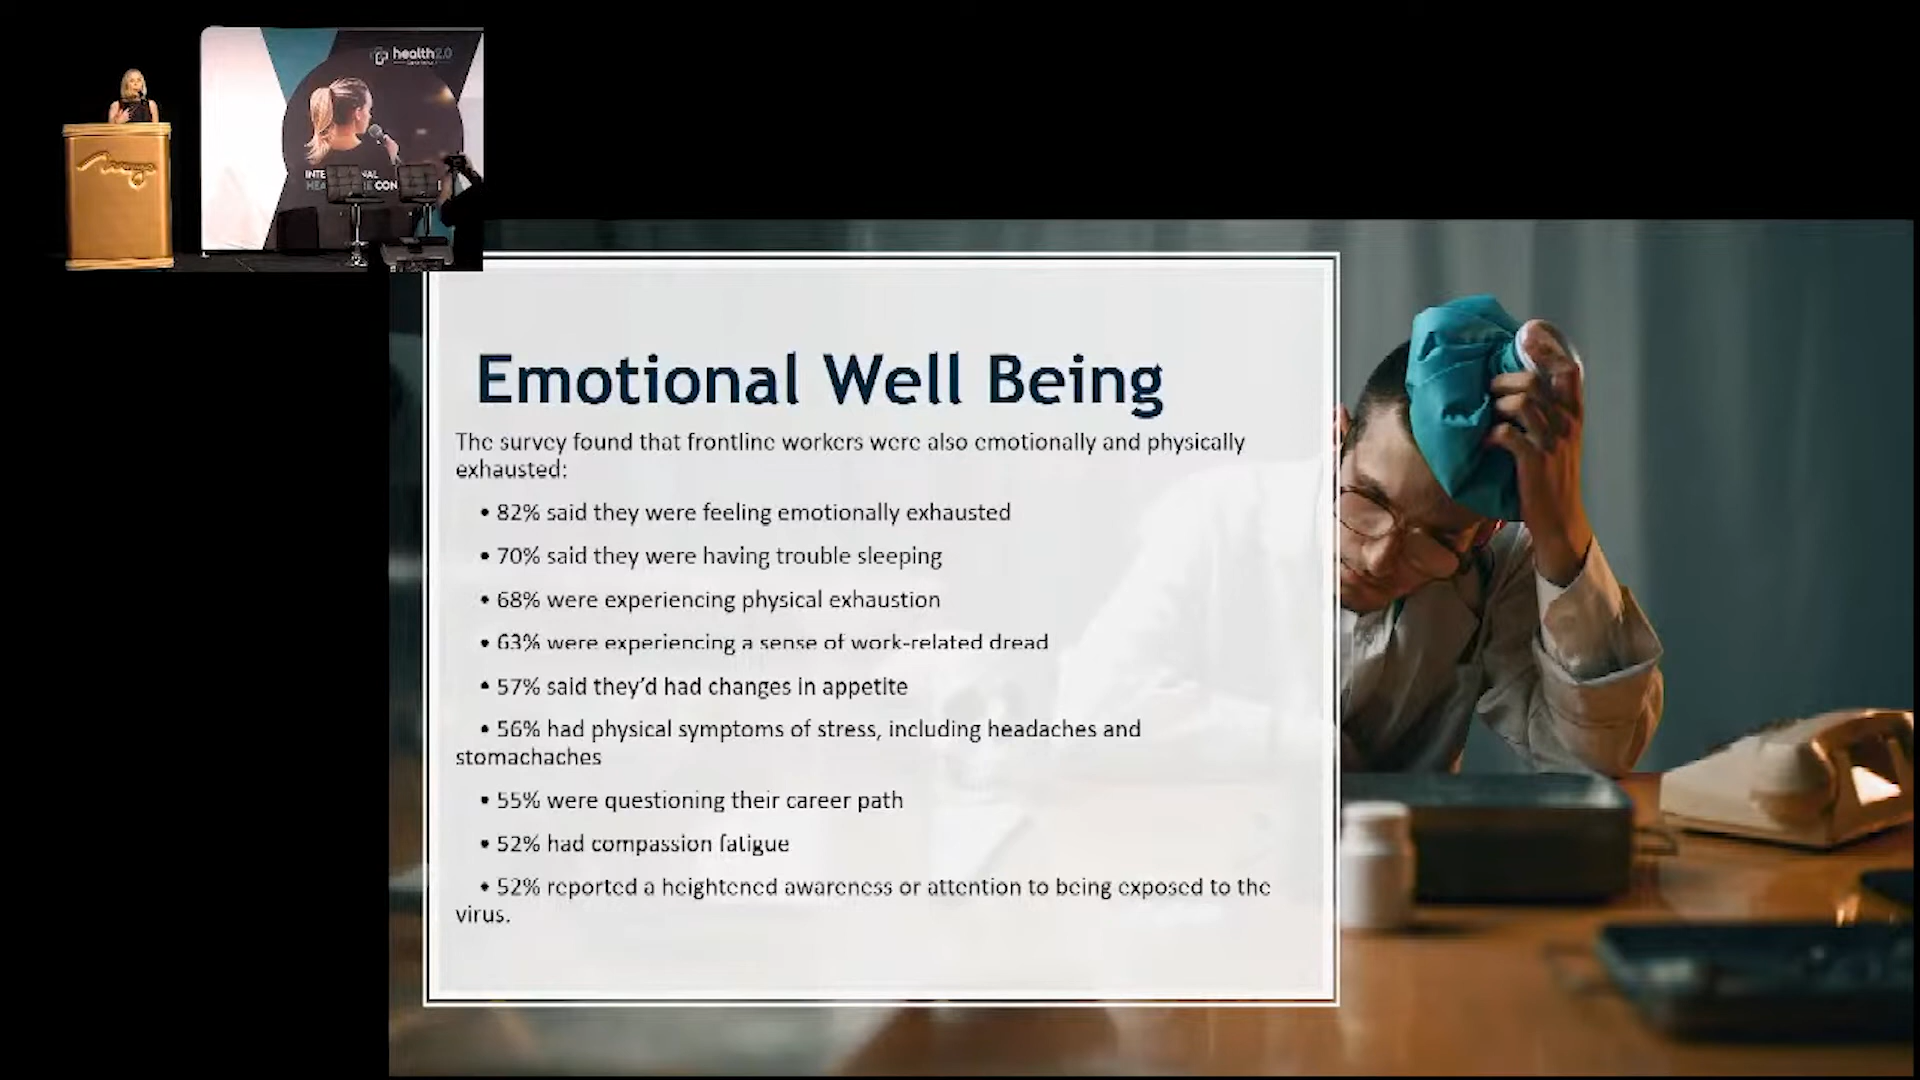 health2.0
Emotional Well Being
The survey found that frontline workers were also emotionally and physically
exhausted:
• 82% said they were feeling emotionally exhausted
• 70% said they were having trouble sleeping
• 68% were experiencing physical exhaustion
• 63% were experiencing a sense of work-related dread
• 57% said they’d had changes in appetite
• 56% had physical symptoms of stress, including headaches and
stomachaches
• 55% were questioning their career path
• 52% had compassion fatigue
• 52% reported a heightened awareness or attention to being exposed to the
virus.